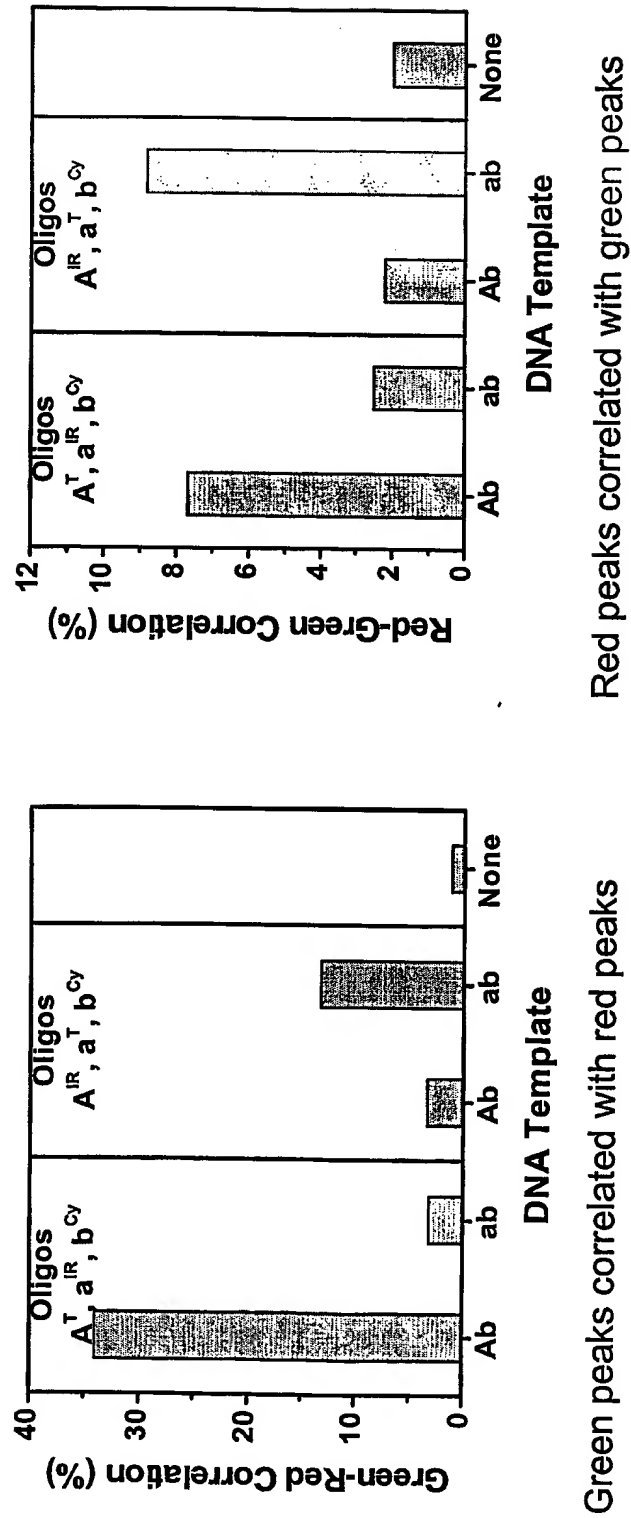 Green-Red Correlation (%)
40
30
20
10
0
Oligos
A^T, a^IR, b^Cy
Oligos
A^IR, a^T, b^Cy
Ab
ab
Ab
ab
None
DNA Template
Green peaks correlated with red peaks
Red-Green Correlation (%)
12
10
8
6
4
2
0
Oligos
A^T, a^IR, b^Cy
Oligos
A^IR, a^T, b^Cy
Ab
ab
Ab
ab
None
DNA Template
Red peaks correlated with green peaks